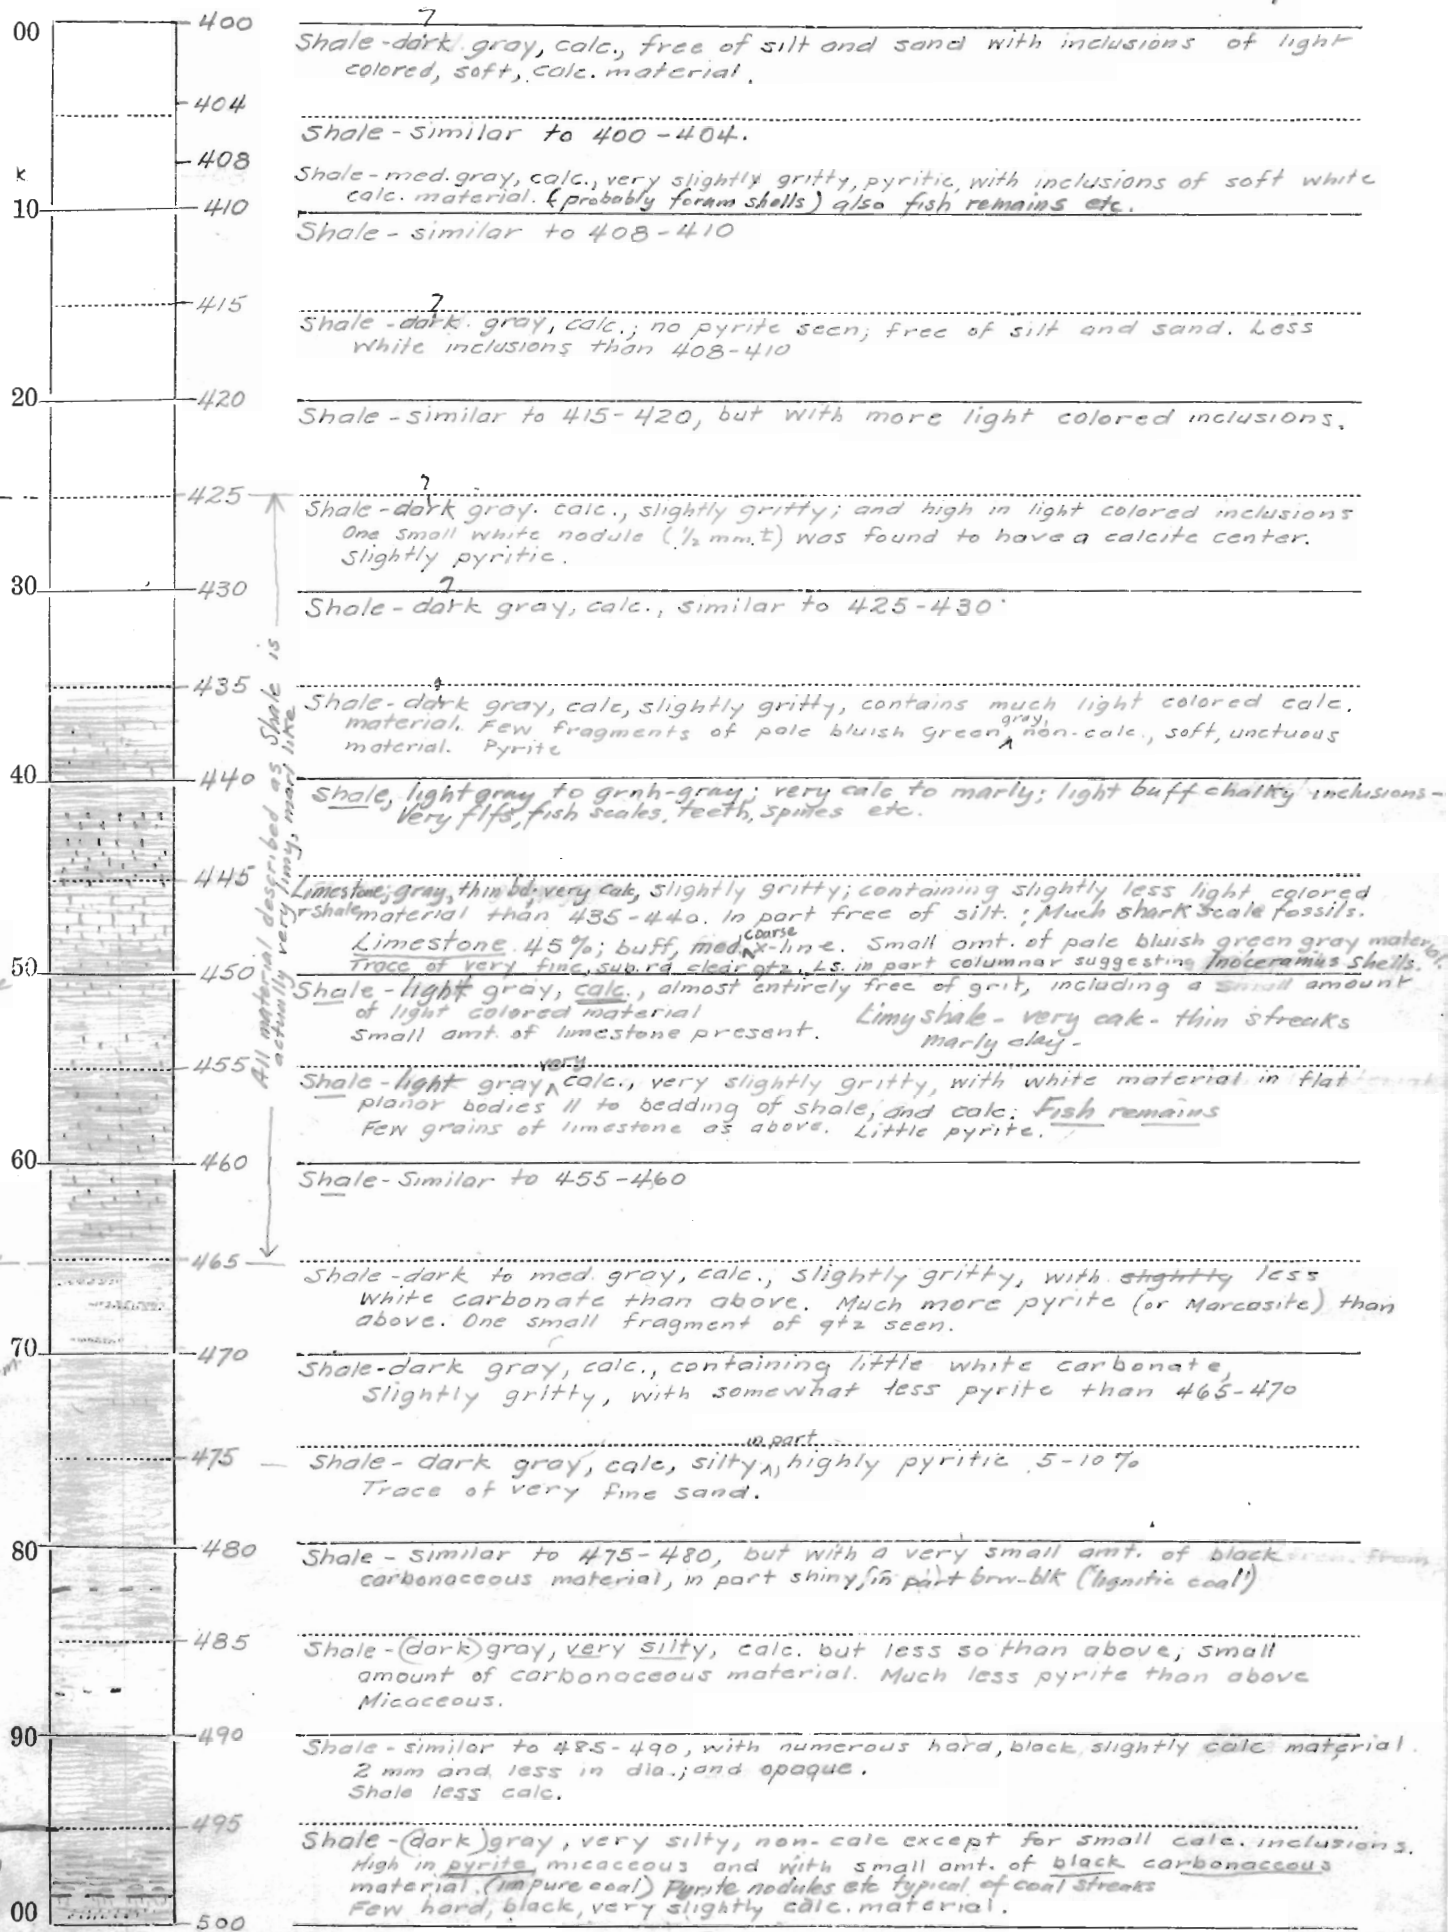 00 400 ?
Shale-dark gray, calc., free of silt and sand with inclusions of light
colored, soft, calc. material.
404
Shale - similar to 400-404.
408
Shale-med. gray, calc., very slightly gritty, pyritic, with inclusions of soft white
calc. material. (probably foram shells) also fish remains etc.
K
10 410
Shale - similar to 408-410
415 ?
Shale - dark gray, calc.; no pyrite seen; free of silt and sand. Less
white inclusions than 408-410
20 420
Shale - similar to 415-420, but with more light colored inclusions.
425 ?
Shale-dark gray. calc., slightly gritty; and high in light colored inclusions
One small white nodule (1/2 mm.±) was found to have a calcite center.
Slightly pyritic.
30 430 ?
Shale-dark gray, calc., similar to 425-430
All material described as Shale is
actually very limy, marl like
435
Shale-dark gray, calc, slightly gritty, contains much light colored calc.
material. Few fragments of pale bluish green gray, non-calc., soft, unctuous
material. Pyrite
40 440
Shale, light gray to grnh-gray; very calc to marly; light buff chalky inclusions-
Very flfs, fish scales, teeth, spines etc.
445
Limestone; gray, thin bd; very calc, slightly gritty; containing slightly less light colored
+ shale material than 435-440. In part free of silt. ; Much shark scale fossils.
Limestone 45%; buff, med. coarse x-line. Small amt. of pale bluish green gray material.
Trace of very fine, sub.rd clear qtz. Ls. in part columnar suggesting Inoceramus shells.
50 450
Shale - light gray, calc., almost entirely free of grit, including a small amount
of light colored material
Small amt. of limestone present.
Limy shale - very calc - thin streaks
marly clay -
455
Shale - light gray very calc., very slightly gritty, with white material in flat
planar bodies // to bedding of shale, and calc. Fish remains
Few grains of limestone as above. Little pyrite.
60 460
Shale-Similar to 455-460
465
Shale-dark to med. gray, calc., slightly gritty, with slightly less
white carbonate than above. Much more pyrite (or Marcasite) than
above. One small fragment of qtz seen.
70 470
Shale-dark gray, calc., containing little white carbonate,
Slightly gritty, with somewhat less pyrite than 465-470
475
Shale - dark gray, calc, silty in part, highly pyritic 5-10%
Trace of very fine sand.
80 480
Shale - similar to 475-480, but with a very small amt. of black
carbonaceous material, in part shiny, in part brw-blk ("lignitic coal")
485
Shale-(dark) gray, very silty, calc. but less so than above; small
amount of carbonaceous material. Much less pyrite than above
Micaceous.
90 490
Shale - similar to 485-490, with numerous hard, black, slightly calc material.
2 mm and less in dia.; and opaque.
Shale less calc.
495
Shale-(dark) gray, very silty, non-calc except for small calc. inclusions.
High in pyrite, micaceous and with small amt. of black carbonaceous
material. (impure coal) Pyrite nodules etc typical of coal streaks
Few hard, black, very slightly calc. material.
00 500